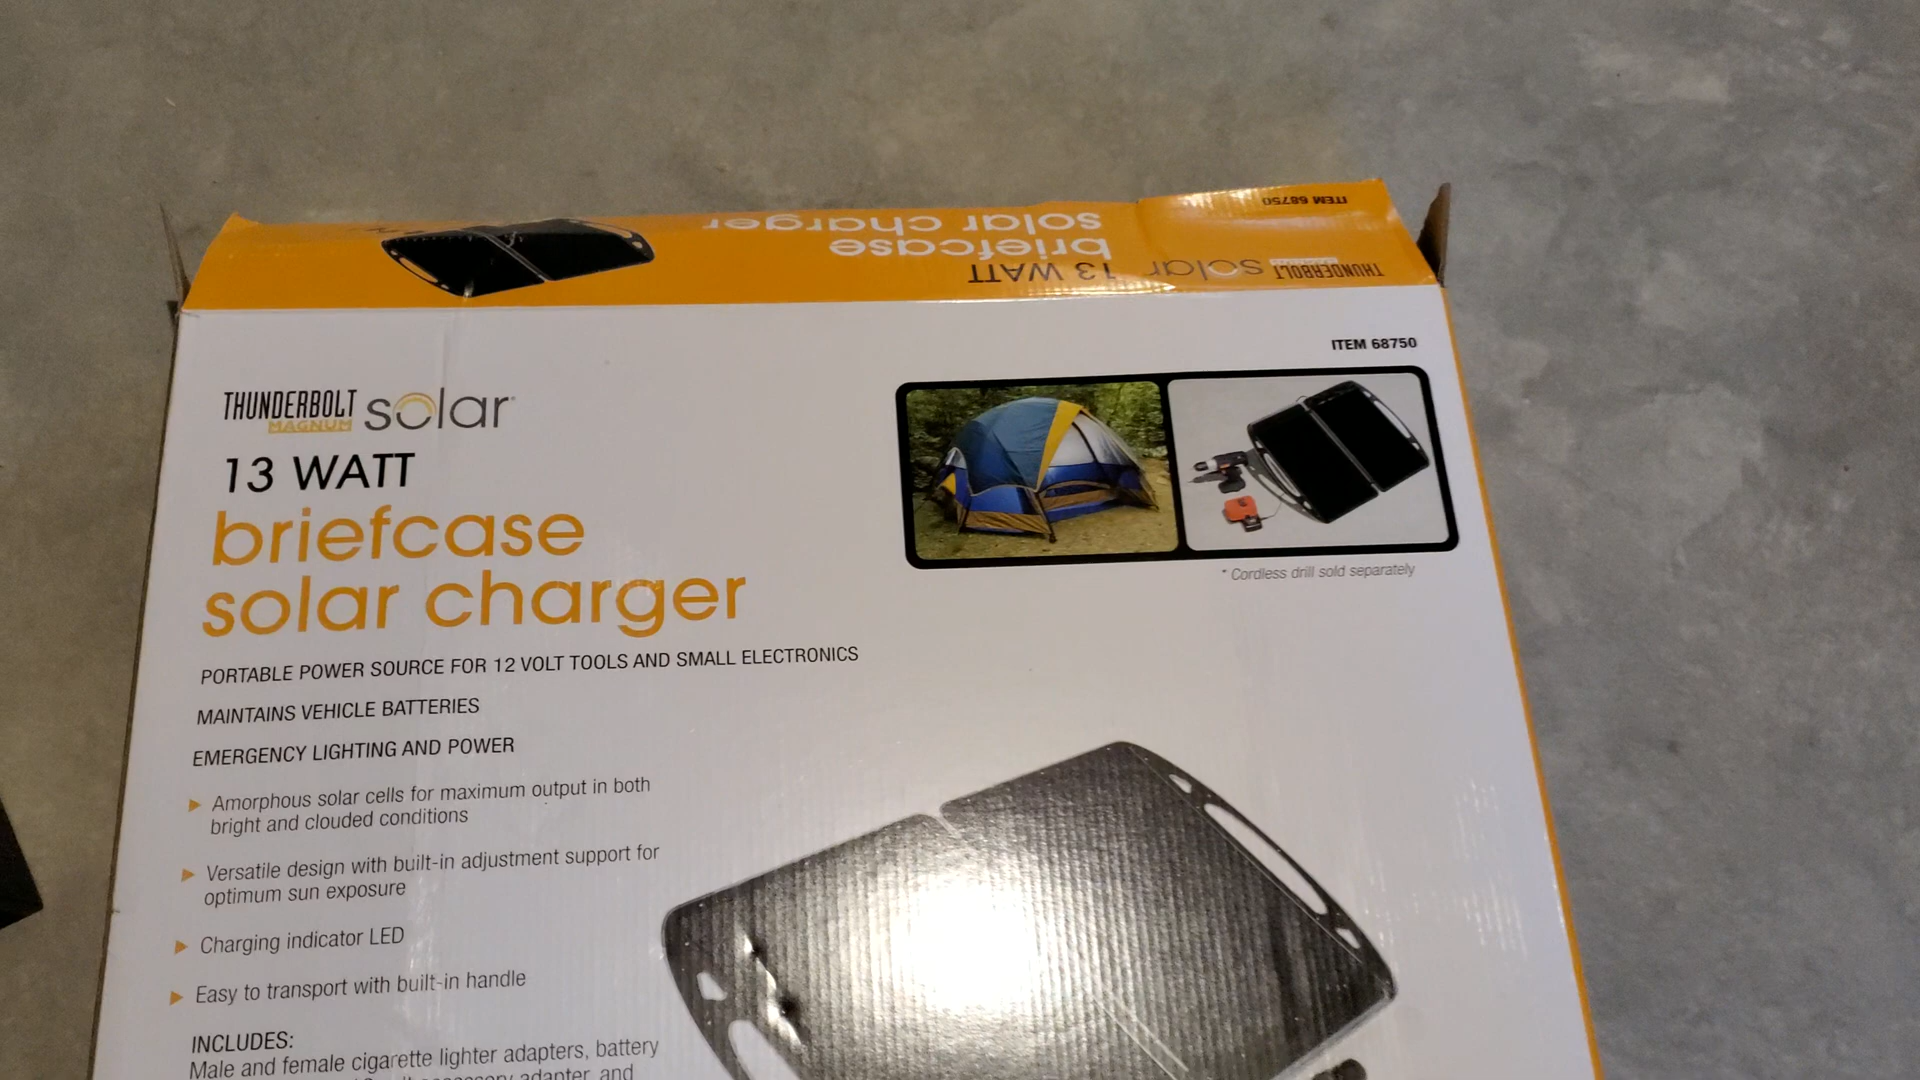 ITEM 68750
THUNDERBOLT solar
MAGNUM
13 WATT
briefcase
solar charger
ITEM 68750
THUNDERBOLT solar
MAGNUM
13 WATT
briefcase
solar charger
* Cordless drill sold separately
PORTABLE POWER SOURCE FOR 12 VOLT TOOLS AND SMALL ELECTRONICS
MAINTAINS VEHICLE BATTERIES
EMERGENCY LIGHTING AND POWER
Amorphous solar cells for maximum output in both
bright and clouded conditions
Versatile design with built-in adjustment support for
optimum sun exposure
Charging indicator LED
Easy to transport with built-in handle
INCLUDES:
Male and female cigarette lighter adapters, battery
adapter, and